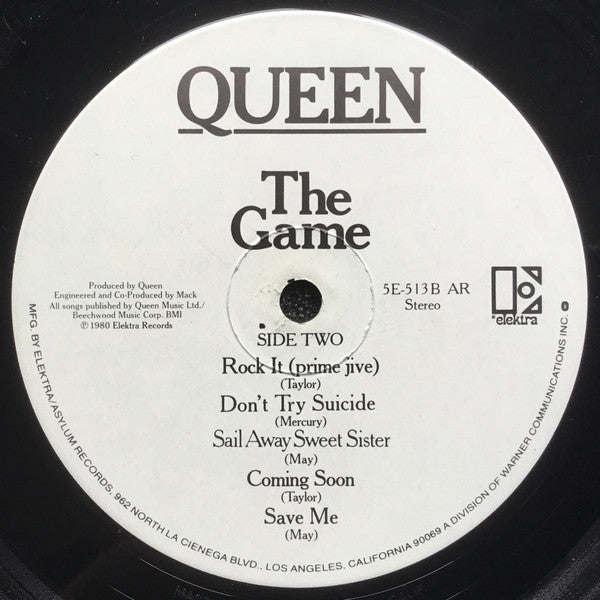 QUEEN
The
Game
Produced by Queen
Engineered and Co-Produced by Mack
All songs published by Queen Music Ltd./
Beechwood Music Corp. BMI
℗ 1980 Elektra Records
5E-513B AR
Stereo
elektra
SIDE TWO
Rock It (prime jive)
(Taylor)
Don't Try Suicide
(Mercury)
Sail Away Sweet Sister
(May)
Coming Soon
(Taylor)
Save Me
(May)
MFG. BY ELEKTRA/ASYLUM RECORDS, 962 NORTH LA CIENEGA BLVD., LOS ANGELES, CALIFORNIA 90069 A DIVISION OF WARNER COMMUNICATIONS INC.